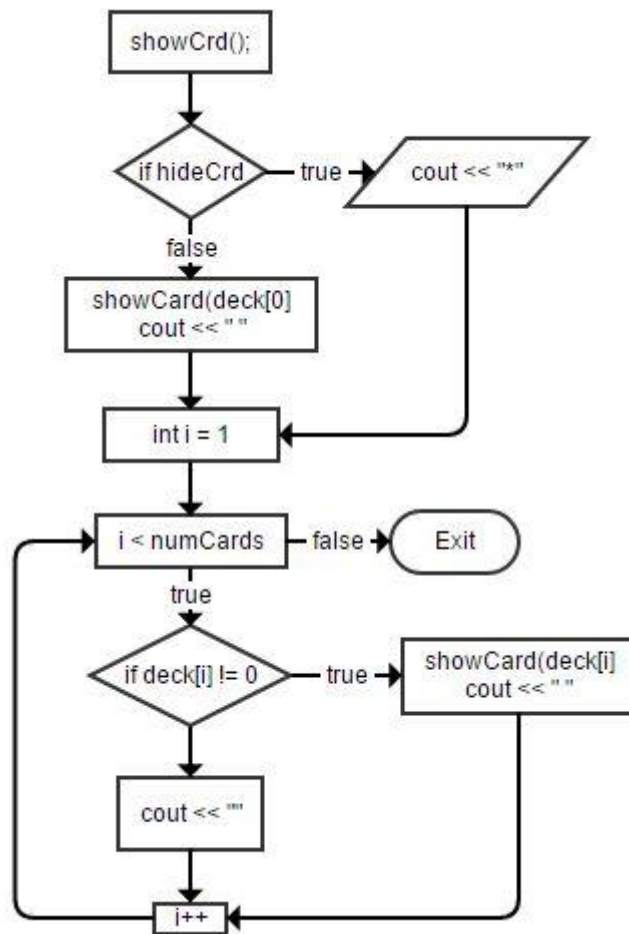 showCrd();
if hideCrd
true
cout << "*"
false
showCard(deck[0]
cout << " "
int i = 1
i < numCards
false
Exit
true
if deck[i] != 0
true
showCard(deck[i]
cout << " "
cout << ""
i++